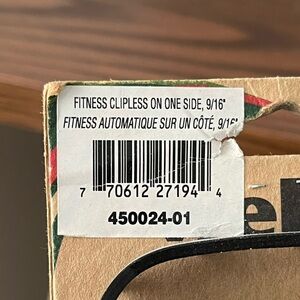 FITNESS CLIPLESS ON ONE SIDE, 9/16"
FITNESS AUTOMATIQUE SUR UN CÔTÉ, 9/16"
7 70612 27194 4
450024-01